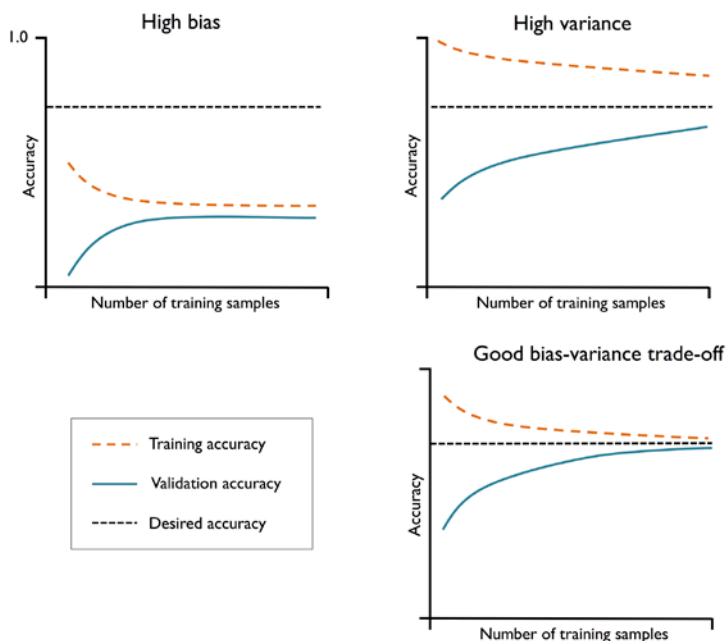 High bias
1.0
Accuracy
Number of training samples
High variance
Accuracy
Number of training samples
Good bias-variance trade-off
Accuracy
Number of training samples
Training accuracy
Validation accuracy
Desired accuracy